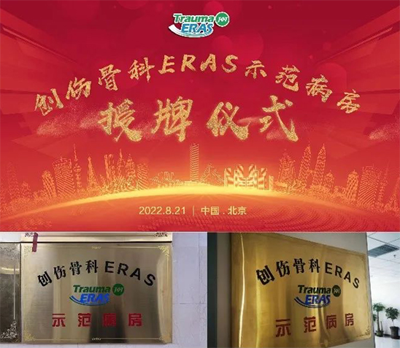 Trauma
ERAS
创伤骨科ERAS示范病房
授牌仪式
2022.8.21 | 中国.北京
创伤骨科ERAS
Trauma
ERAS
示范病房
创伤骨科ERAS
Trauma
ERAS
示范病房